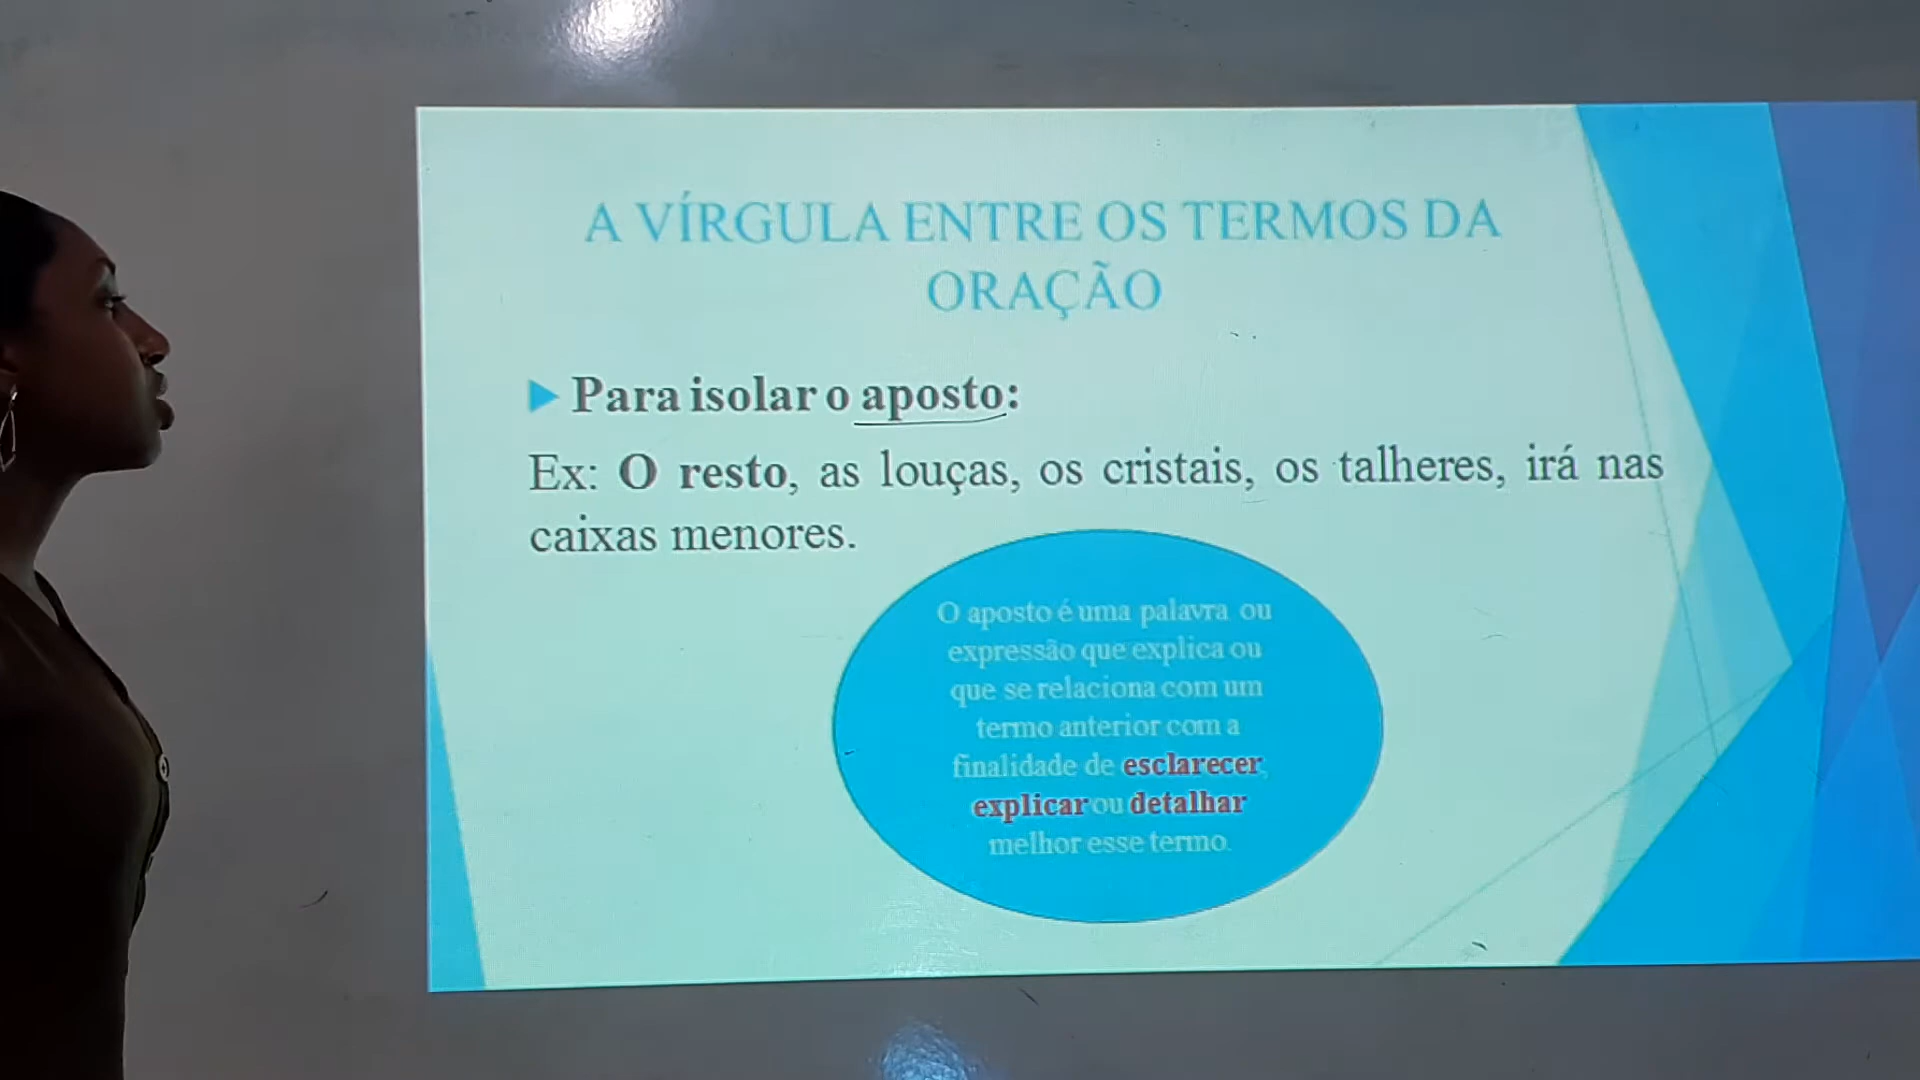 A VÍRGULA ENTRE OS TERMOS DA
ORAÇÃO
Para isolar o aposto:
Ex: O resto, as louças, os cristais, os talheres, irá nas
caixas menores.
O aposto é uma palavra ou
expressão que explica ou
que se relaciona com um
termo anterior com a
finalidade de esclarecer,
explicar ou detalhar
melhor esse termo.